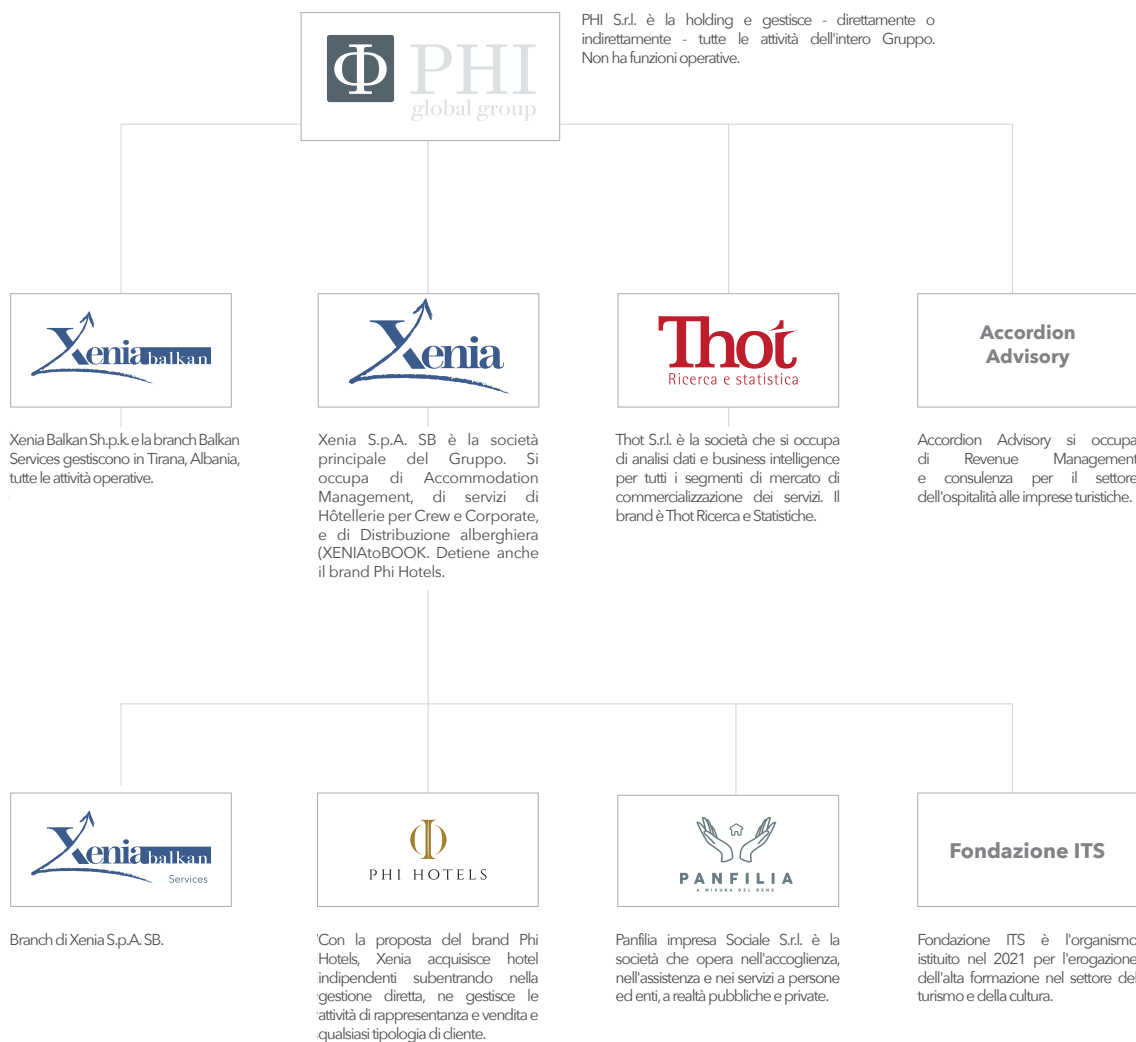 PHI
global group
PHI S.r.l. è la holding e gestisce - direttamente o
indirettamente - tutte le attività dell'intero Gruppo.
Non ha funzioni operative.
Xenia balkan
Xenia
Thot
Ricerca e statistica
Accordion
Advisory
Xenia Balkan Sh.p.k. e la branch Balkan
Services gestiscono in Tirana, Albania,
tutte le attività operative.
Xenia S.p.A. SB è la società
principale del Gruppo. Si
occupa di Accommodation
Management, di servizi di
Hôtellerie per Crew e Corporate,
e di Distribuzione alberghiera
(XENIAtoBOOK. Detiene anche
il brand Phi Hotels.
Thot S.r.l. è la società che si occupa
di analisi dati e business intelligence
per tutti i segmenti di mercato di
commercializzazione dei servizi. Il
brand è Thot Ricerca e Statistiche.
Accordion Advisory si occupa
di Revenue Management
e consulenza per il settore
dell'ospitalità alle imprese turistiche.
Xenia balkan
Services
PHI HOTELS
PANFILIA
A MISURA DEL BENE
Fondazione ITS
Branch di Xenia S.p.A. SB.
Con la proposta del brand Phi
Hotels, Xenia acquisisce hotel
indipendenti subentrando nella
gestione diretta, ne gestisce le
attività di rappresentanza e vendita e
qualsiasi tipologia di cliente.
Panfilia impresa Sociale S.r.l. è la
società che opera nell'accoglienza,
nell'assistenza e nei servizi a persone
ed enti, a realtà pubbliche e private.
Fondazione ITS è l'organismo
istituito nel 2021 per l'erogazione
dell'alta formazione nel settore del
turismo e della cultura.